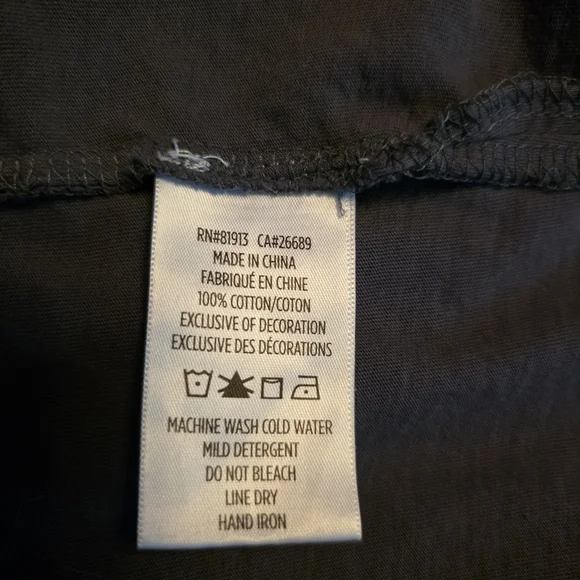 RN#81913 CA#26689
MADE IN CHINA
FABRIQUÉ EN CHINE
100% COTTON/COTON
EXCLUSIVE OF DECORATION
EXCLUSIVE DES DÉCORATIONS
MACHINE WASH COLD WATER
MILD DETERGENT
DO NOT BLEACH
LINE DRY
HAND IRON